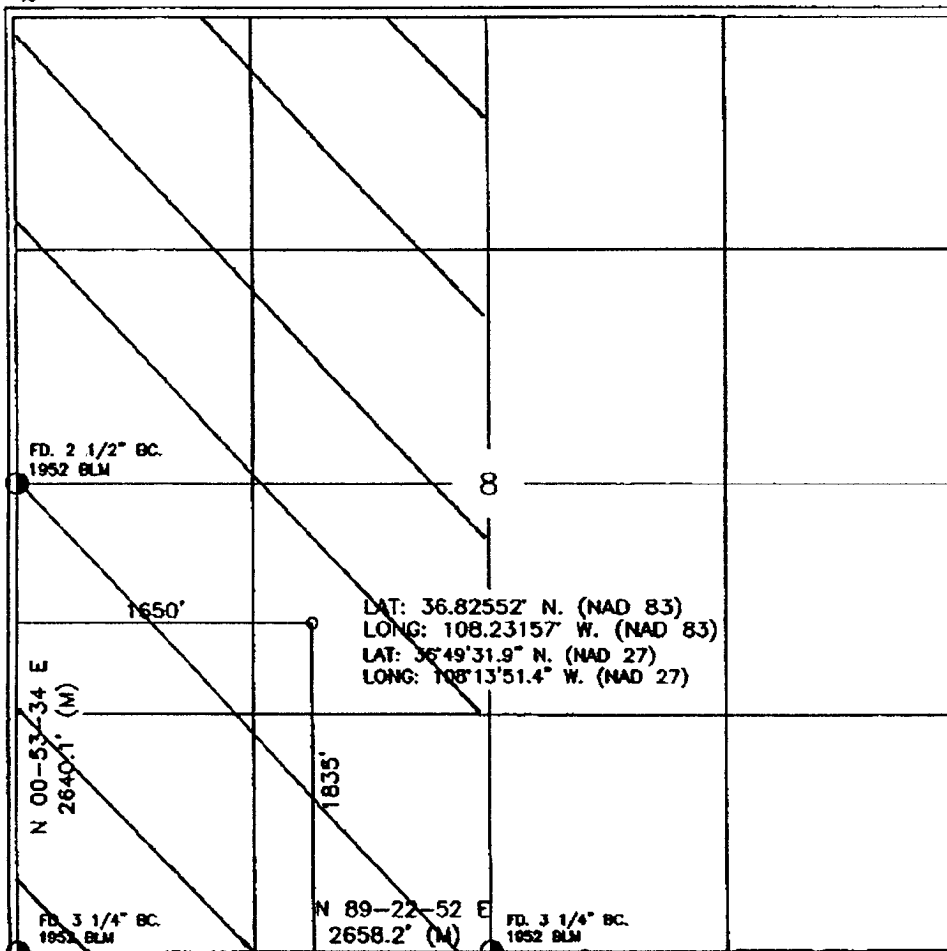 FD. 2 1/2" BC.
1952 BLM
8
1650'
LAT: 36.82552° N. (NAD 83)
LONG: 108.23157° W. (NAD 83)
LAT: 36°49'31.9" N. (NAD 27)
LONG: 108°13'51.4" W. (NAD 27)
N 00-53-34 E
2640.1' (M)
1835'
FD. 3 1/4" BC.
1952 BLM
N 89-22-52 E
2658.2' (M)
FD. 3 1/4" BC.
1952 BLM